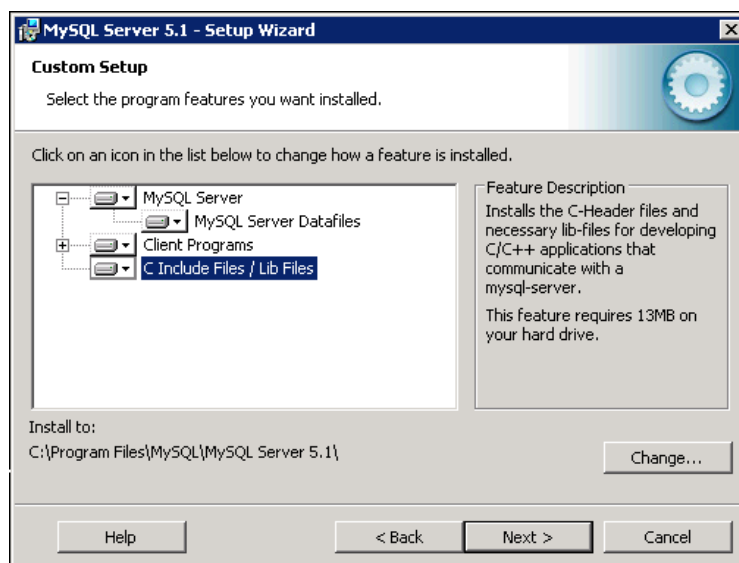 MySQL Server 5.1 - Setup Wizard
Custom Setup
Select the program features you want installed.
Click on an icon in the list below to change how a feature is installed.
MySQL Server
MySQL Server Datafiles
Client Programs
C Include Files / Lib Files
Feature Description
Installs the C-Header files and
necessary lib-files for developing
C/C++ applications that
communicate with a
mysql-server.
This feature requires 13MB on
your hard drive.
Install to:
C:\Program Files\MySQL\MySQL Server 5.1\
Change...
Help
< Back
Next >
Cancel